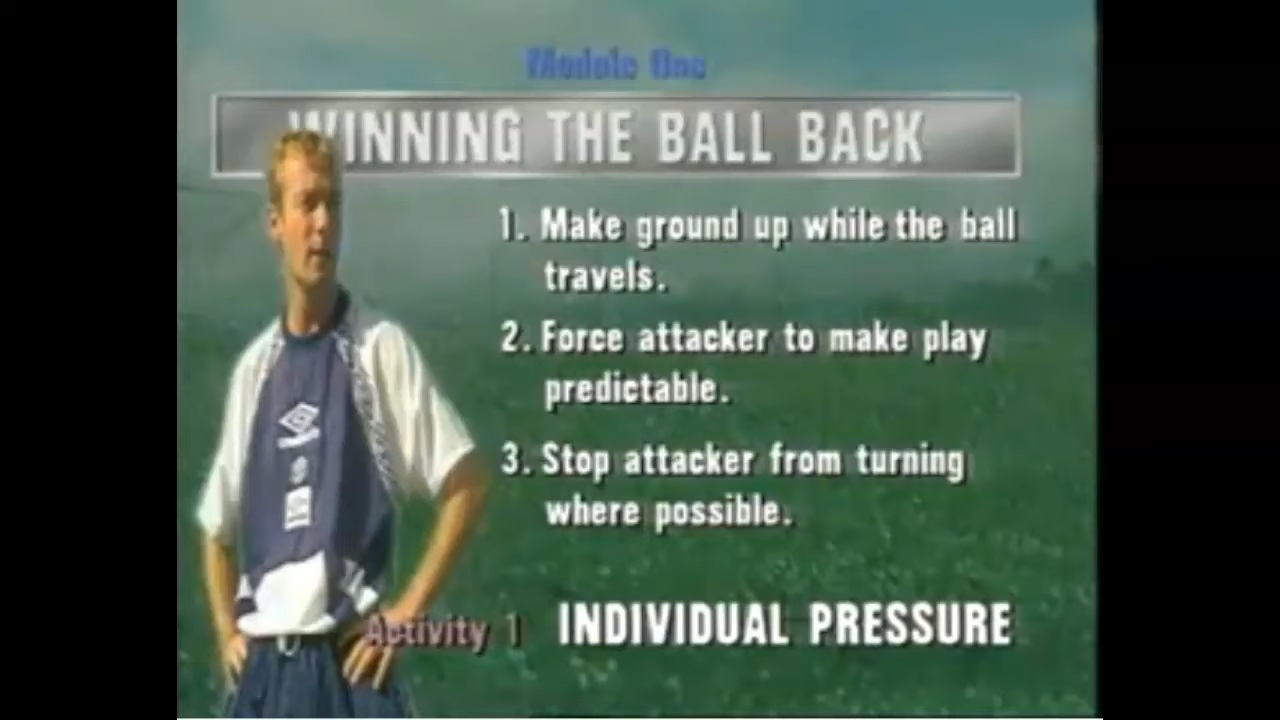 Module One
WINNING THE BALL BACK
1. Make ground up while the ball
travels.
2. Force attacker to make play
predictable.
3. Stop attacker from turning
where possible.
Activity 1 INDIVIDUAL PRESSURE